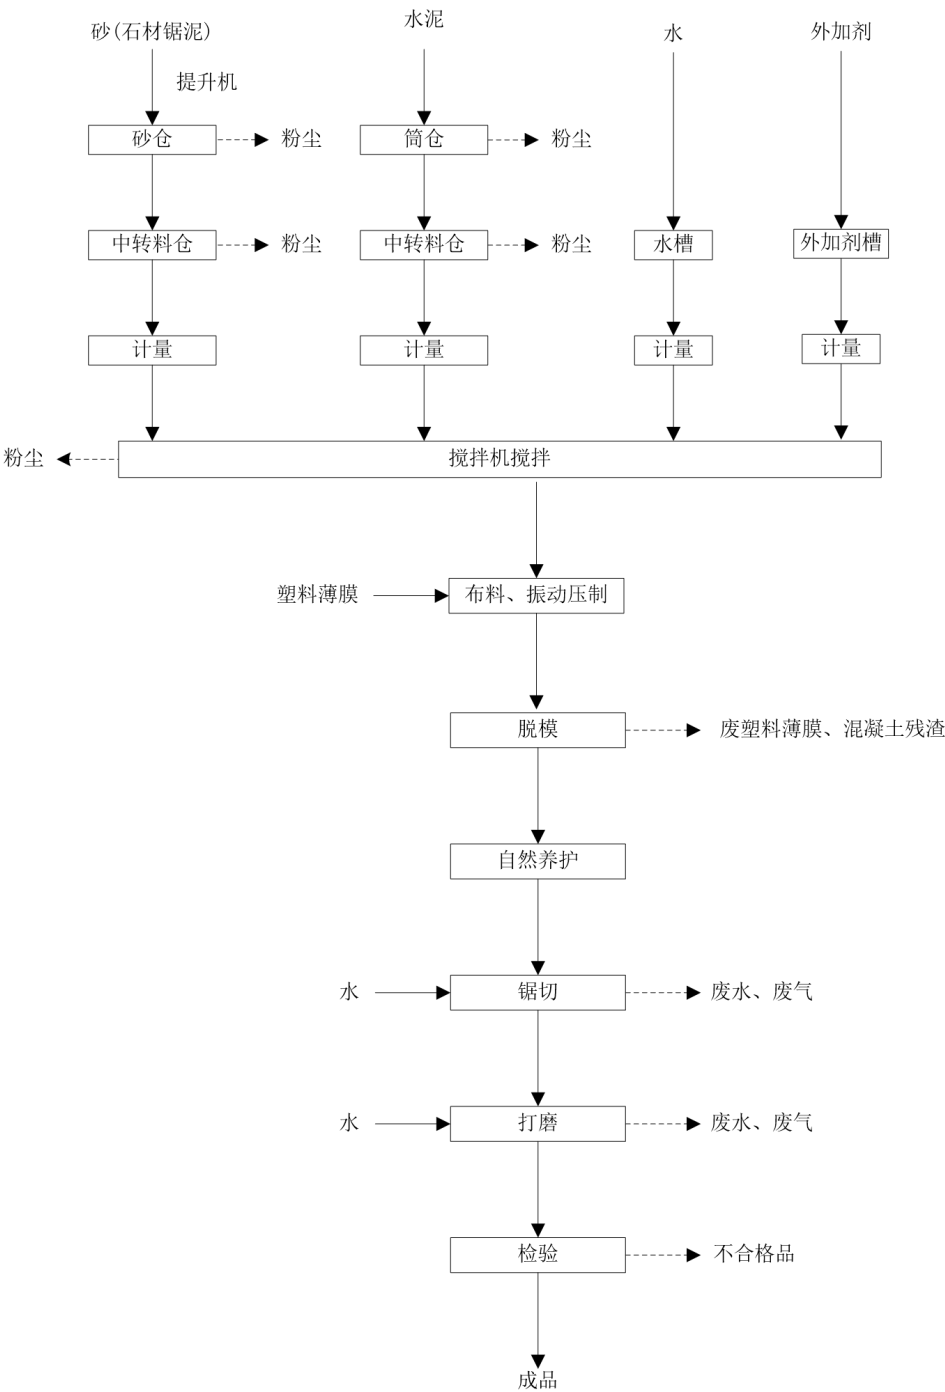 砂(石材锯泥)
水泥
水
外加剂
提升机
砂仓
粉尘
筒仓
粉尘
中转料仓
粉尘
中转料仓
粉尘
水槽
外加剂槽
计量
计量
计量
计量
粉尘
搅拌机搅拌
塑料薄膜
布料、振动压制
脱模
废塑料薄膜、混凝土残渣
自然养护
水
锯切
废水、废气
水
打磨
废水、废气
检验
不合格品
成品